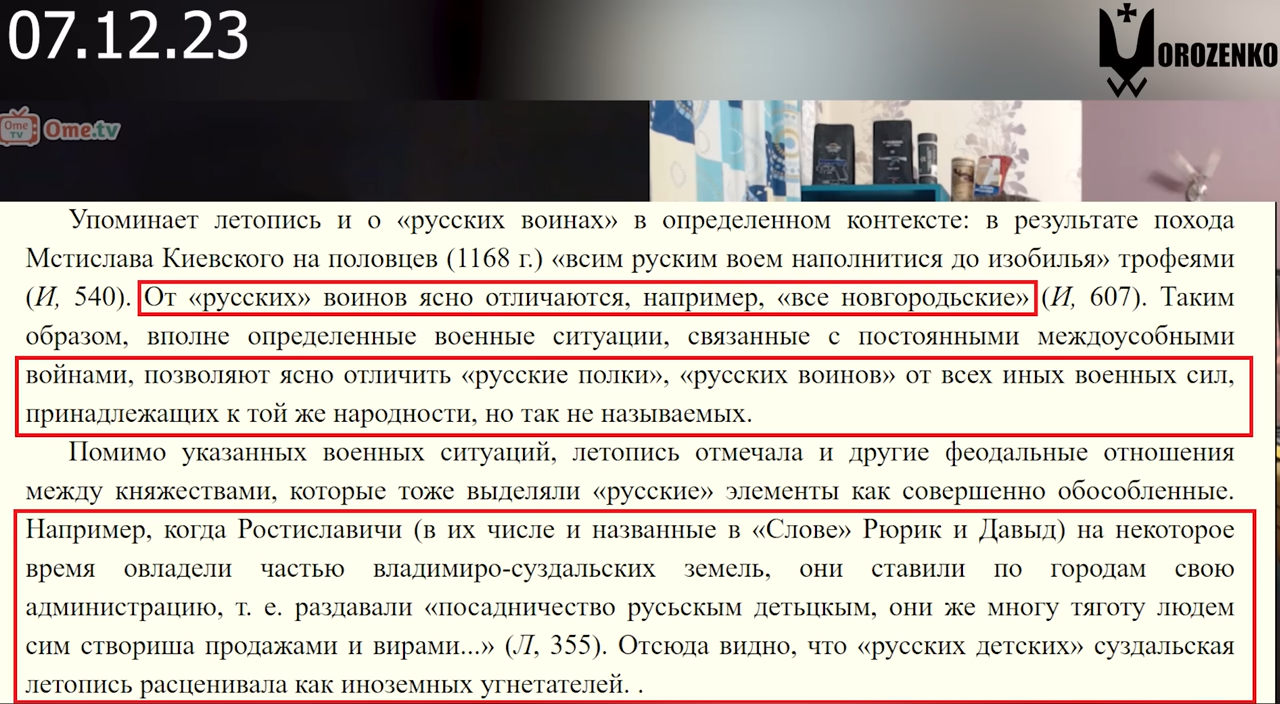 07.12.23
OROZENKO
Ome TV Ome.tv
Упоминает летопись и о «русских воинах» в определенном контексте: в результате похода
Мстислава Киевского на половцев (1168 г.) «всим руским воем наполнитися до изобилья» трофеями
(И, 540). От «русских» воинов ясно отличаются, например, «все новгородьские» (И, 607). Таким
образом, вполне определенные военные ситуации, связанные с постоянными междоусобными
войнами, позволяют ясно отличить «русские полки», «русских воинов» от всех иных военных сил,
принадлежащих к той же народности, но так не называемых.
Помимо указанных военных ситуаций, летопись отмечала и другие феодальные отношения
между княжествами, которые тоже выделяли «русские» элементы как совершенно обособленные.
Например, когда Ростиславичи (в их числе и названные в «Слове» Рюрик и Давыд) на некоторое
время овладели частью владимиро-суздальских земель, они ставили по городам свою
администрацию, т. е. раздавали «посадничество русьскым детьцкым, они же многу тяготу людем
сим створиша продажами и вирами...» (Л, 355). Отсюда видно, что «русских детских» суздальская
летопись расценивала как иноземных угнетателей. .